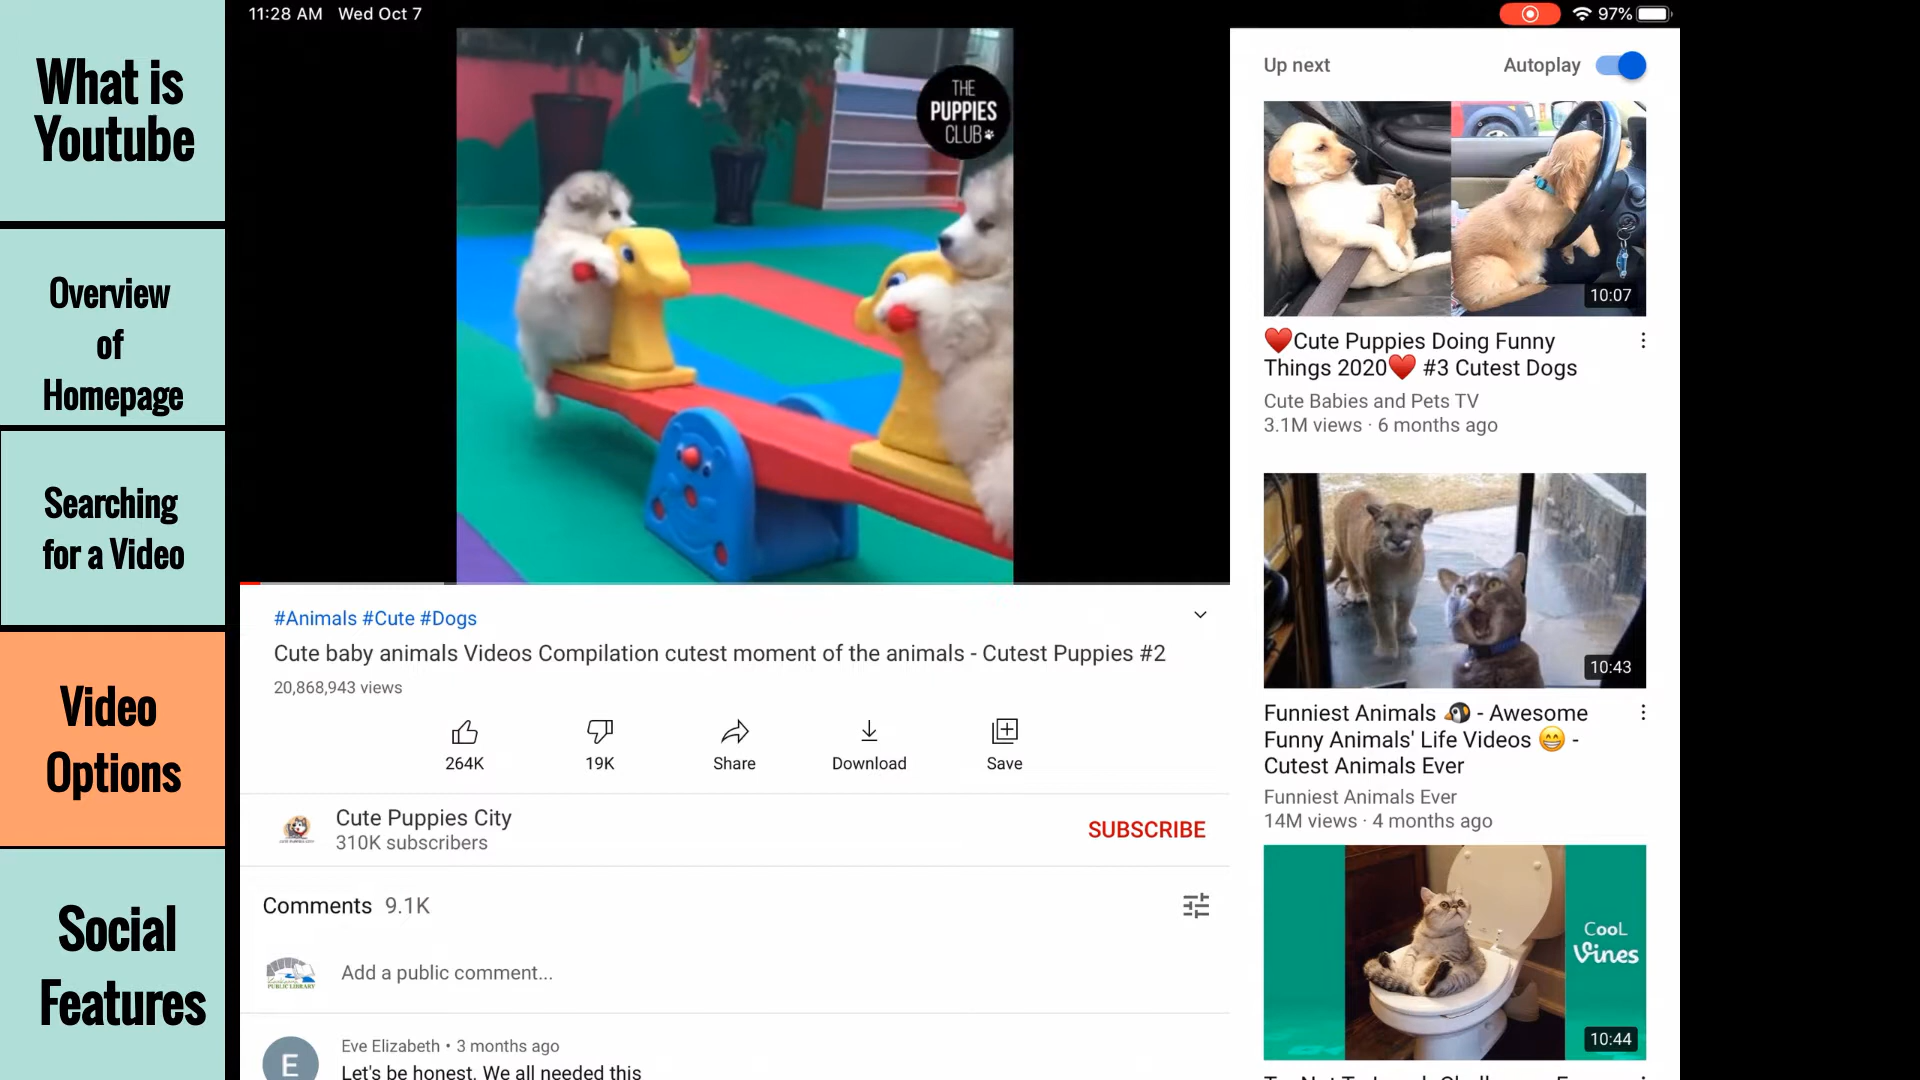 11:28 AM Wed Oct 7
97%
What is
Youtube
Overview
of
Homepage
Searching
for a Video
Video
Options
Social
Features
THE
PUPPIES
CLUB
#Animals #Cute #Dogs
Cute baby animals Videos Compilation cutest moment of the animals - Cutest Puppies #2
20,868,943 views
264K
19K
Share
Download
Save
Cute Puppies City
310K subscribers
SUBSCRIBE
Comments 9.1K
PUBLIC LIBRARY
Add a public comment...
E
Eve Elizabeth • 3 months ago
Let's be honest. We all needed this
Up next
Autoplay
10:07
❤️Cute Puppies Doing Funny
Things 2020❤️ #3 Cutest Dogs
Cute Babies and Pets TV
3.1M views · 6 months ago
10:43
Funniest Animals 🐧 - Awesome
Funny Animals' Life Videos 😁 -
Cutest Animals Ever
Funniest Animals Ever
14M views · 4 months ago
CooL
Vines
10:44